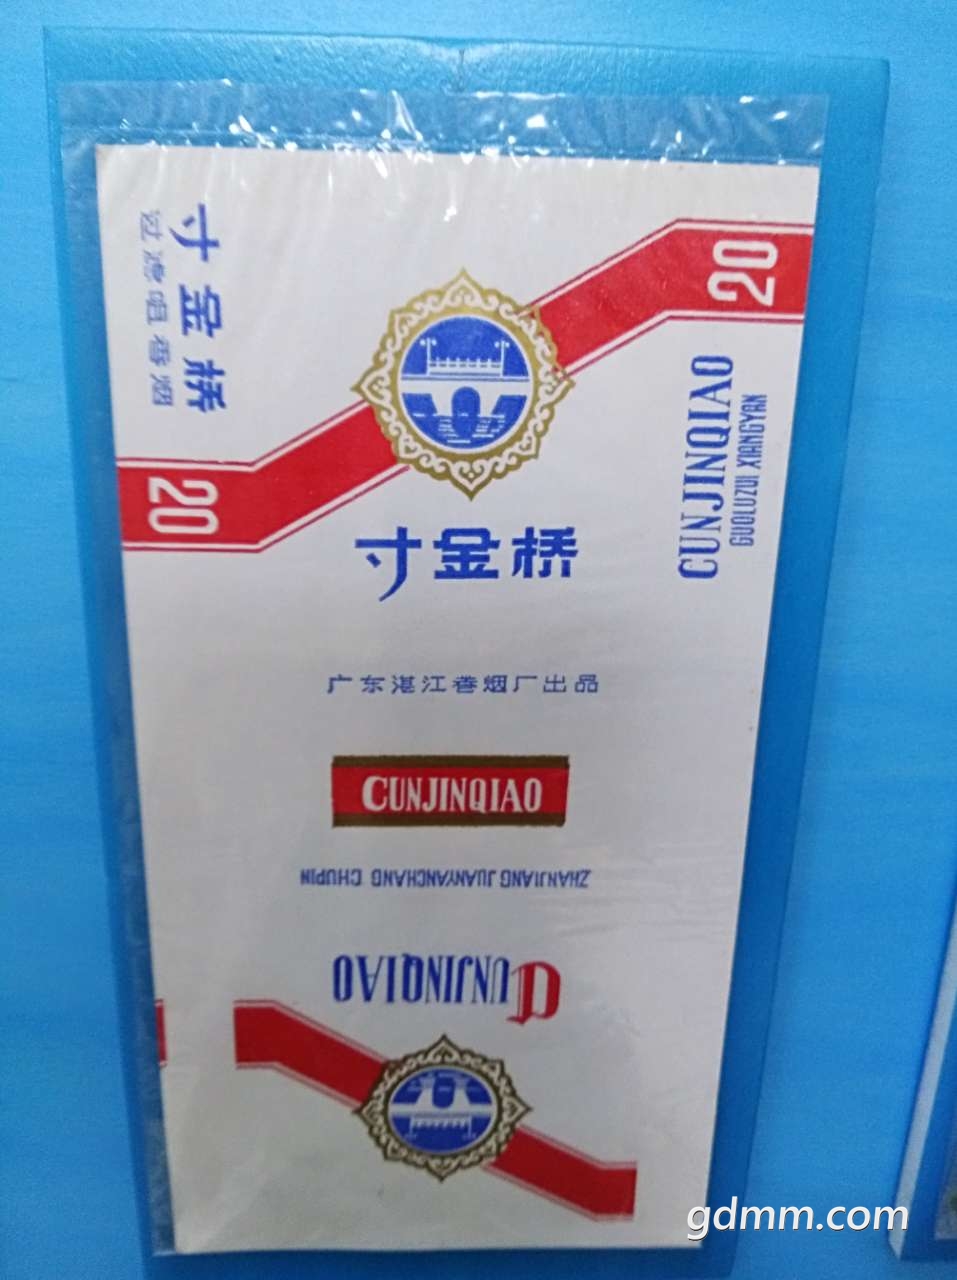 寸金桥
过滤咀香烟
20
20
CUNJINQIAO
GUOLUZUI XIANGYAN
寸金桥
广东湛江卷烟厂出品
CUNJINQIAO
ZHANJIANG JUANYANCHANG CHUPIN
CUNJINQIAO
gdmm.com